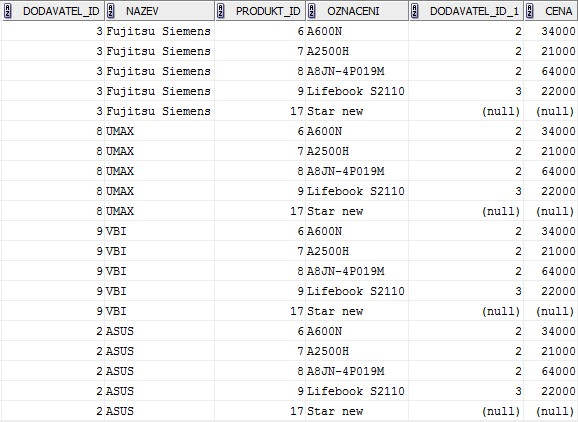 DODAVATEL_ID NAZEV PRODUKT_ID OZNACENI DODAVATEL_ID_1 CENA
3 Fujitsu Siemens 6 A600N 2 34000
3 Fujitsu Siemens 7 A2500H 2 21000
3 Fujitsu Siemens 8 A8JN-4P019M 2 64000
3 Fujitsu Siemens 9 Lifebook S2110 3 22000
3 Fujitsu Siemens 17 Star new (null) (null)
8 UMAX 6 A600N 2 34000
8 UMAX 7 A2500H 2 21000
8 UMAX 8 A8JN-4P019M 2 64000
8 UMAX 9 Lifebook S2110 3 22000
8 UMAX 17 Star new (null) (null)
9 VBI 6 A600N 2 34000
9 VBI 7 A2500H 2 21000
9 VBI 8 A8JN-4P019M 2 64000
9 VBI 9 Lifebook S2110 3 22000
9 VBI 17 Star new (null) (null)
2 ASUS 6 A600N 2 34000
2 ASUS 7 A2500H 2 21000
2 ASUS 8 A8JN-4P019M 2 64000
2 ASUS 9 Lifebook S2110 3 22000
2 ASUS 17 Star new (null) (null)